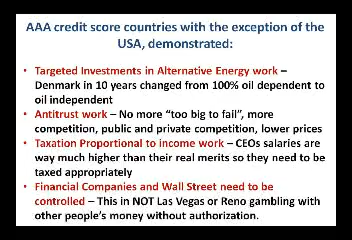 AAA credit score countries with the exception of the
USA, demonstrated:
• Targeted Investments in Alternative Energy work –
Denmark in 10 years changed from 100% oil dependent to
oil independent
• Antitrust work – No more “too big to fail”, more
competition, public and private competition, lower prices
• Taxation Proportional to income work – CEOs salaries are
way much higher than their real merits so they need to be
taxed appropriately
• Financial Companies and Wall Street need to be
controlled – This in NOT Las Vegas or Reno gambling with
other people’s money without authorization.